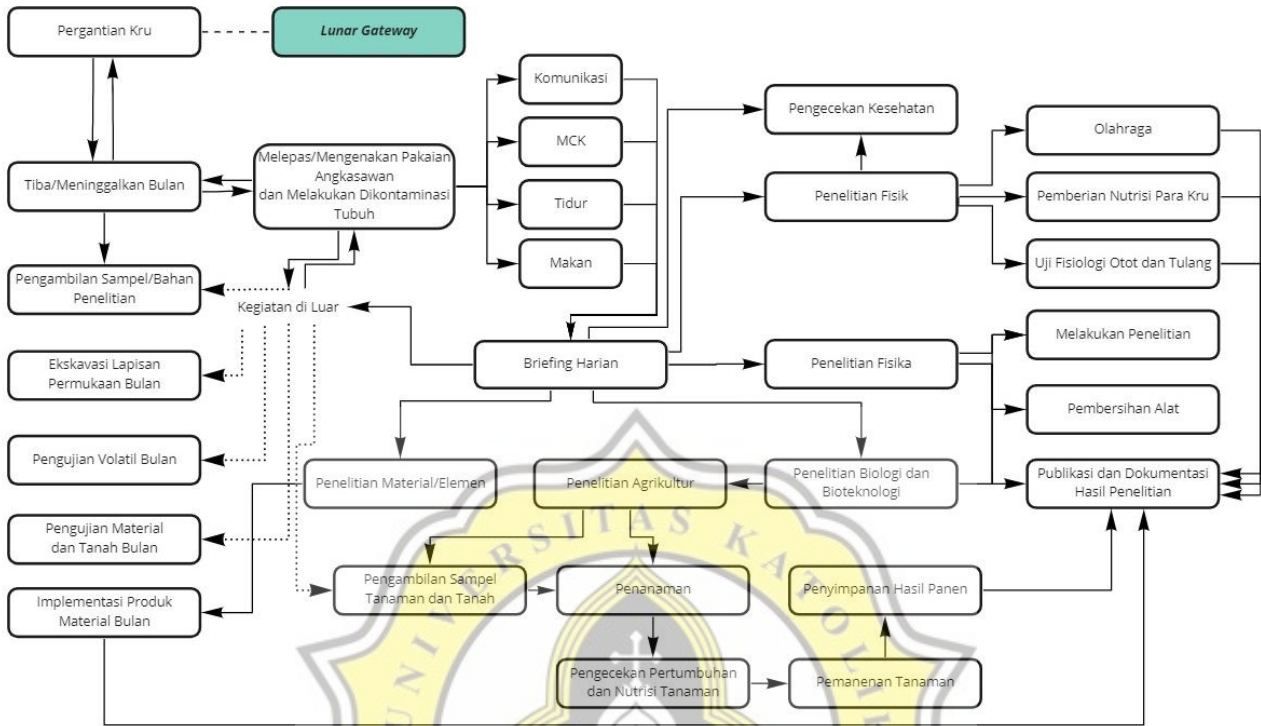 Pergantian Kru
Lunar Gateway
Komunikasi
Pengecekan Kesehatan
Olahraga
MCK
Melepas/Mengenakan Pakaian
Angkasawan
dan Melakukan Dikontaminasi
Tubuh
Tiba/Meninggalkan Bulan
Tidur
Penelitian Fisik
Pemberian Nutrisi Para Kru
Makan
Uji Fisiologi Otot dan Tulang
Pengambilan Sampel/Bahan
Penelitian
Kegiatan di Luar
Melakukan Penelitian
Ekskavasi Lapisan
Permukaan Bulan
Briefing Harian
Penelitian Fisika
Pembersihan Alat
Pengujian Volatil Bulan
Penelitian Material/Elemen
Penelitian Agrikultur
Penelitian Biologi dan
Bioteknologi
Publikasi dan Dokumentasi
Hasil Penelitian
Pengujian Material
dan Tanah Bulan
Implementasi Produk
Material Bulan
Pengambilan Sampel
Tanaman dan Tanah
Penanaman
Penyimpanan Hasil Panen
Pengecekan Pertumbuhan
dan Nutrisi Tanaman
Pemanenan Tanaman
UNIVERSITAS KATOLIK